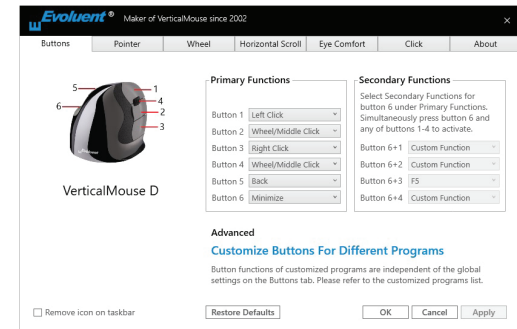 Evoluent ® Maker of VerticalMouse since 2002 ×
Buttons Pointer Wheel Horizontal Scroll Eye Comfort Click About
5 1
6 4
2
3
VerticalMouse D
Primary Functions
Button 1 Left Click
Button 2 Wheel/Middle Click
Button 3 Right Click
Button 4 Wheel/Middle Click
Button 5 Back
Button 6 Minimize
Secondary Functions
Select Secondary Functions for
button 6 under Primary Functions.
Simultaneously press button 6 and
any of buttons 1-4 to activate.
Button 6+1 Custom Function
Button 6+2 Custom Function
Button 6+3 F5
Button 6+4 Custom Function
Advanced
Customize Buttons For Different Programs
Button functions of customized programs are independent of the global
settings on the Buttons tab. Please refer to the customized programs list.
Remove icon on taskbar Restore Defaults OK Cancel Apply